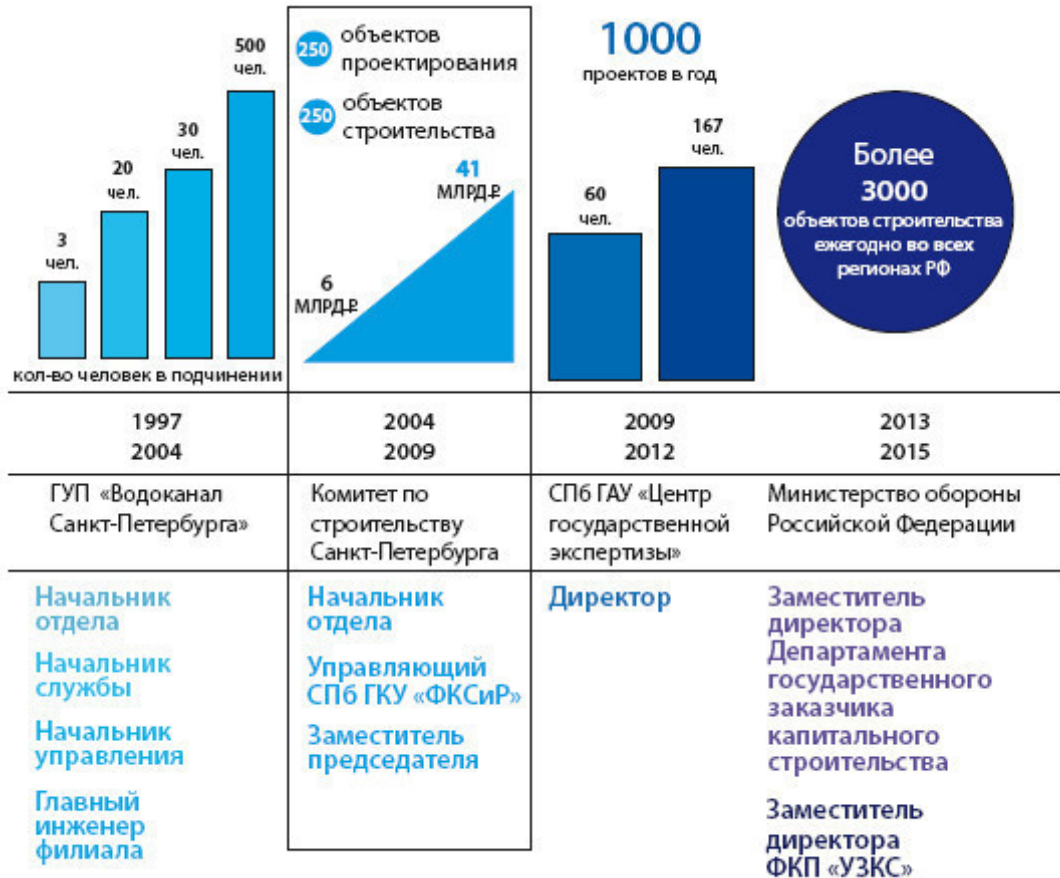 500
чел.
30
чел.
20
чел.
3
чел.
кол-во человек в подчинении
250 объектов
проектирования
250 объектов
строительства
41
МЛРД₽
6
МЛРД₽
1000
проектов в год
167
чел.
60
чел.
Более
3000
объектов строительства
ежегодно во всех
регионах РФ
1997
2004
2004
2009
2009
2012
2013
2015
ГУП «Водоканал
Санкт-Петербурга»
Комитет по
строительству
Санкт-Петербурга
СПб ГАУ «Центр
государственной
экспертизы»
Министерство обороны
Российской Федерации
Начальник
отдела
Начальник
службы
Начальник
управления
Главный
инженер
филиала
Начальник
отдела
Управляющий
СПб ГКУ «ФКСиР»
Заместитель
председателя
Директор
Заместитель
директора
Департамента
государственного
заказчика
капитального
строительства
Заместитель
директора
ФКП «УЗКС»